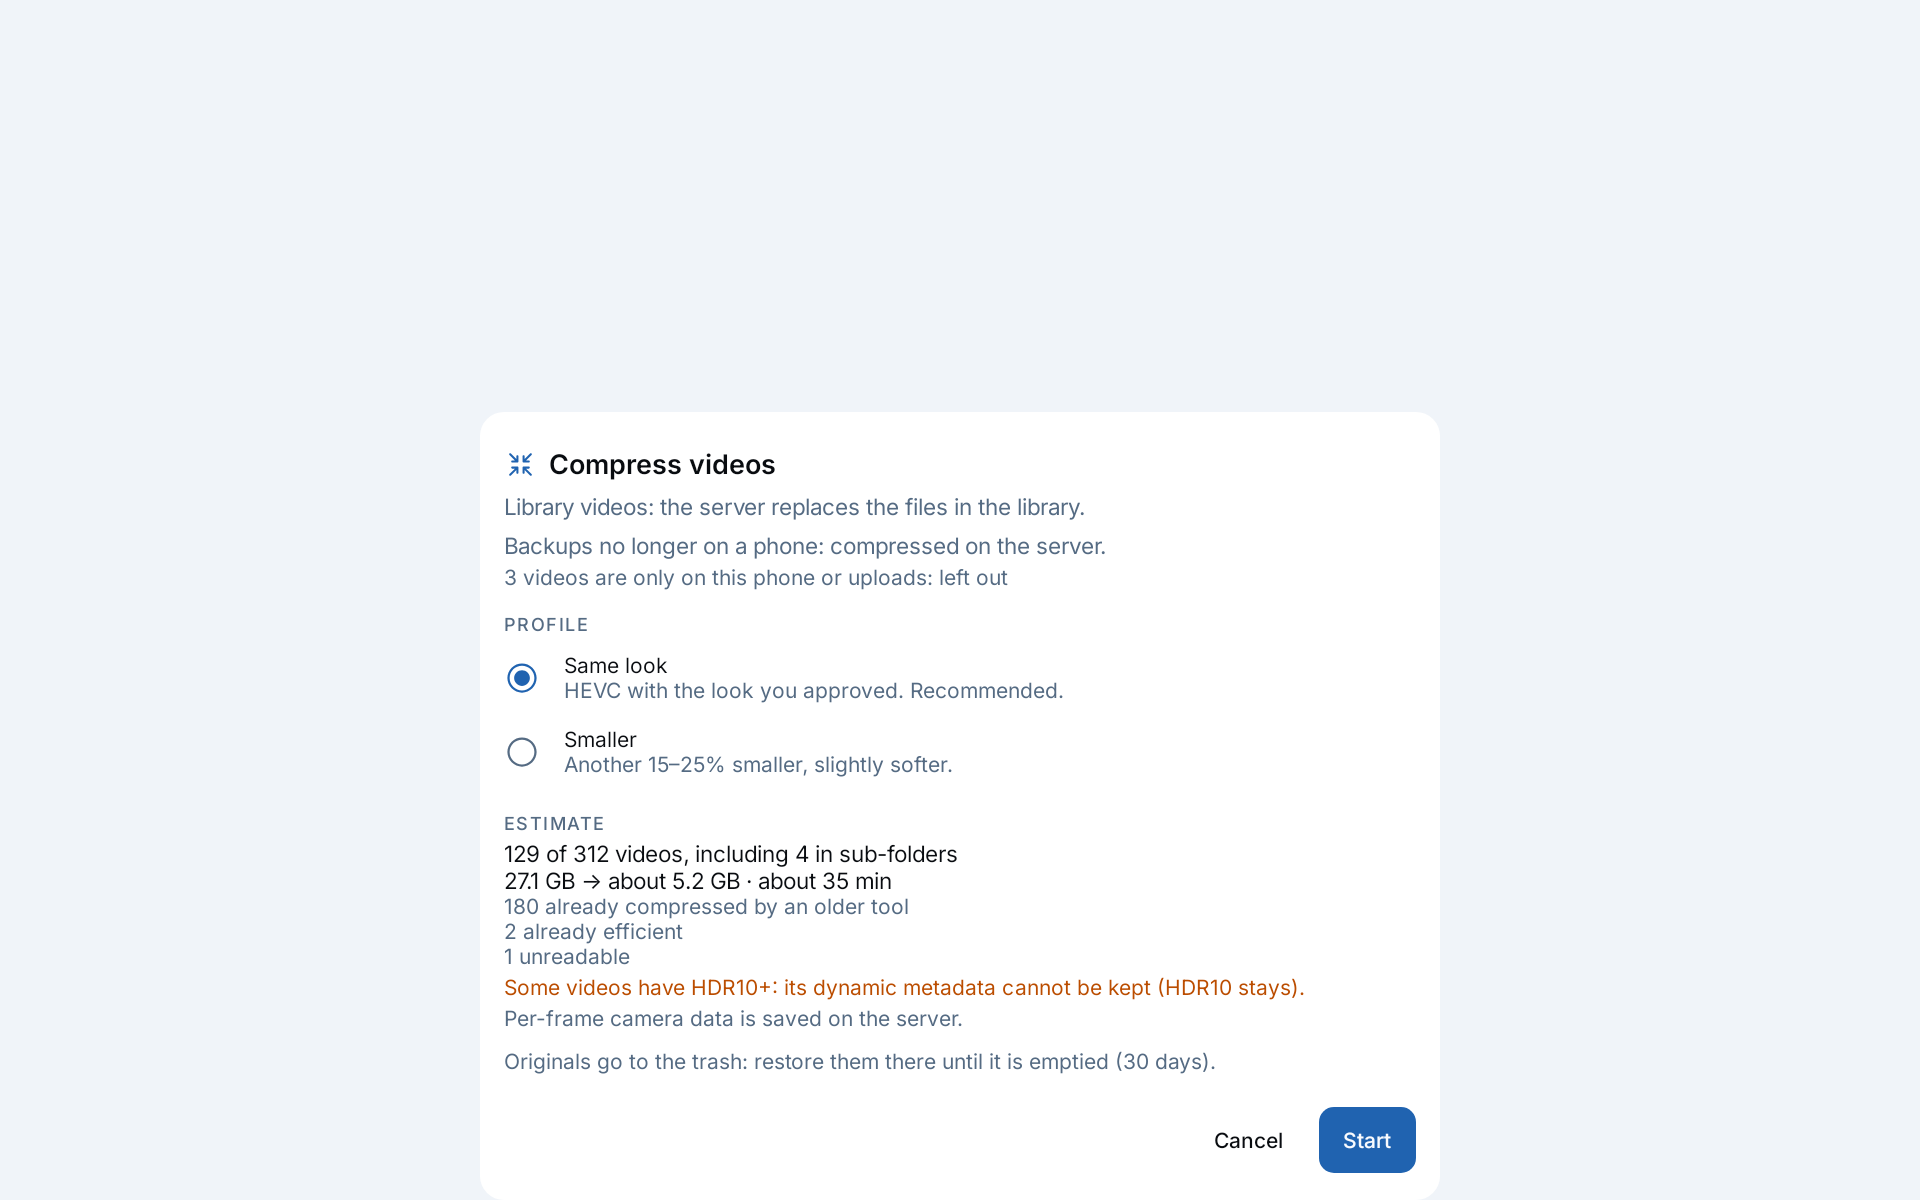 Compress videos
Library videos: the server replaces the files in the library.
Backups no longer on a phone: compressed on the server.
3 videos are only on this phone or uploads: left out
PROFILE
Same look
HEVC with the look you approved. Recommended.
Smaller
Another 15–25% smaller, slightly softer.
ESTIMATE
129 of 312 videos, including 4 in sub-folders
27.1 GB → about 5.2 GB · about 35 min
180 already compressed by an older tool
2 already efficient
1 unreadable
Some videos have HDR10+: its dynamic metadata cannot be kept (HDR10 stays).
Per-frame camera data is saved on the server.
Originals go to the trash: restore them there until it is emptied (30 days).
Cancel
Start